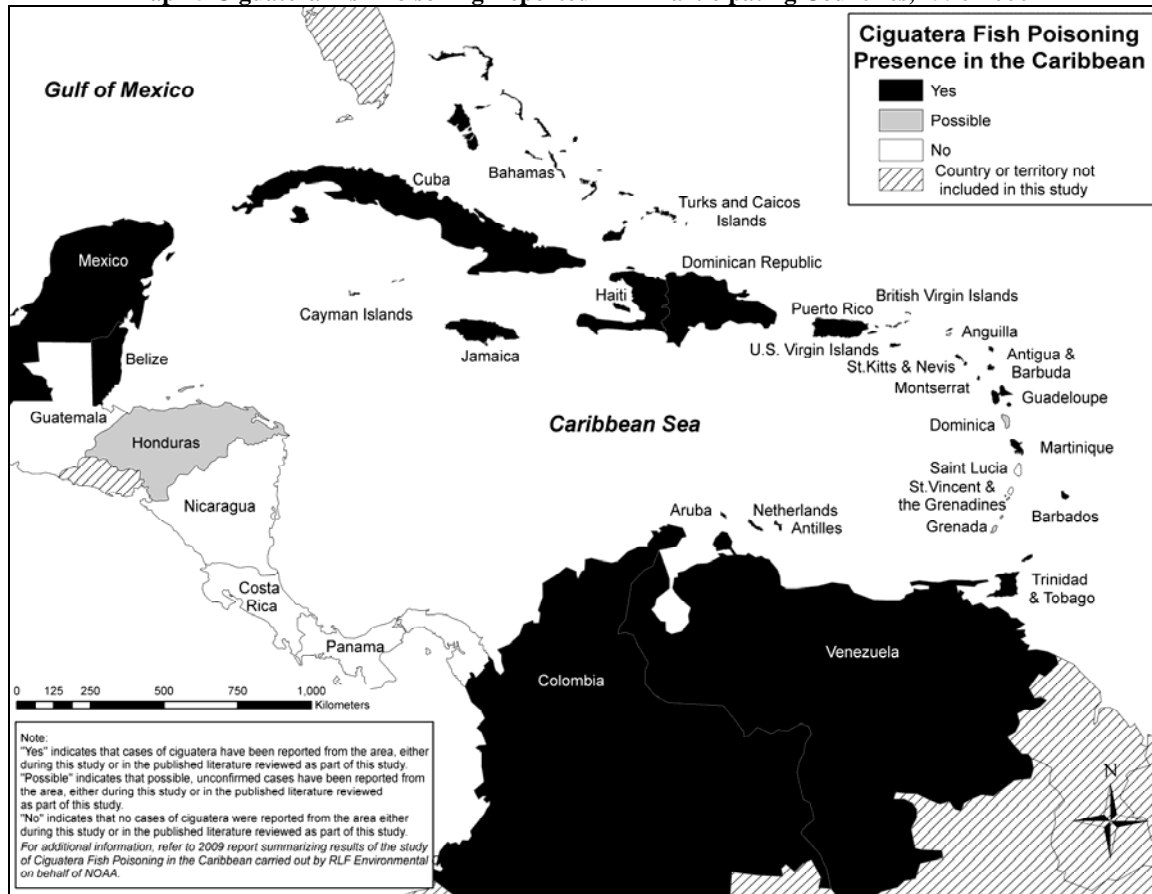 Ciguatera Fish Poisoning
Presence in the Caribbean
Yes
Possible
No
Country or territory not
included in this study
Gulf of Mexico
Bahamas
Cuba
Turks and Caicos
Islands
Mexico
Dominican Republic
Haiti
Cayman Islands
Puerto Rico
British Virgin Islands
Jamaica
Belize
U.S. Virgin Islands
Anguilla
St.Kitts & Nevis
Antigua &
Barbuda
Montserrat
Guadeloupe
Guatemala
Honduras
Caribbean Sea
Dominica
Martinique
Saint Lucia
St.Vincent &
the Grenadines
Grenada
Barbados
Nicaragua
Aruba
Netherlands
Antilles
Costa
Rica
Trinidad
& Tobago
Panama
Colombia
Venezuela
0 125 250 500 750 1,000
Kilometers
Note:
"Yes" indicates that cases of ciguatera have been reported from the area, either
during this study or in the published literature reviewed as part of this study.
"Possible" indicates that possible, unconfirmed cases have been reported from
the area, either during this study or in the published literature reviewed
as part of this study.
"No" indicates that no cases of ciguatera were reported from the area either
during this study or in the published literature reviewed as part of this study.
For additional information, refer to 2009 report summarizing results of the study
of Ciguatera Fish Poisoning in the Caribbean carried out by RLF Environmental
on behalf of NOAA.
N